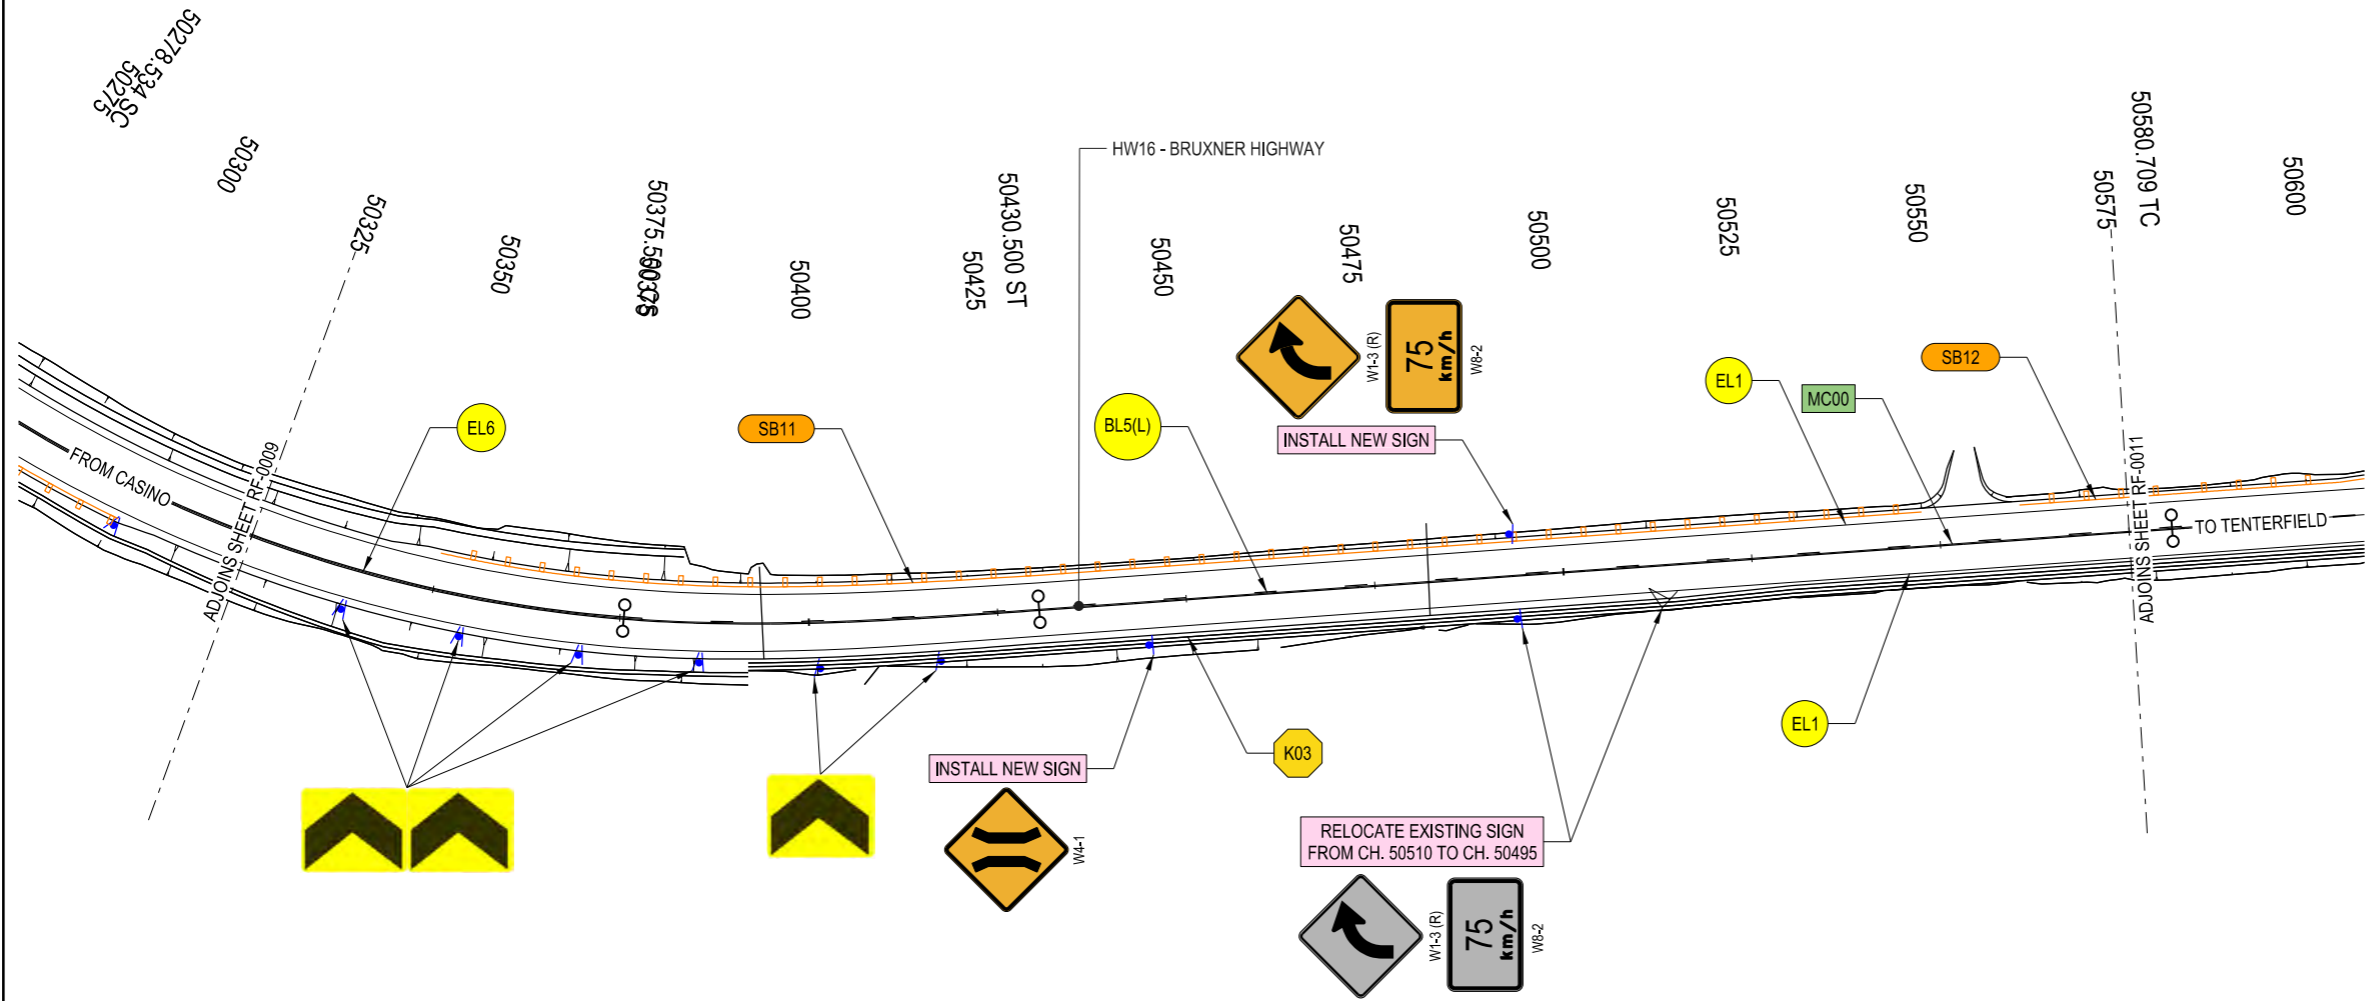 50278.534 SC
50275
50300
50325
50350
50375
50400
50425
50430.500 ST
50450
50475
50500
50525
50550
50575
50580.709 TC
50600
HW16 - BRUXNER HIGHWAY
W1-3 (R)
75
km/h
W8-2
INSTALL NEW SIGN
EL6
SB11
BL5(L)
EL1
MC00
SB12
FROM CASINO
ADJOINS SHEET RF-0009
ADJOINS SHEET RF-0011
TO TENTERFIELD
INSTALL NEW SIGN
W4-1
K03
EL1
RELOCATE EXISTING SIGN
FROM CH. 50510 TO CH. 50495
W1-3 (R)
75
km/h
W8-2